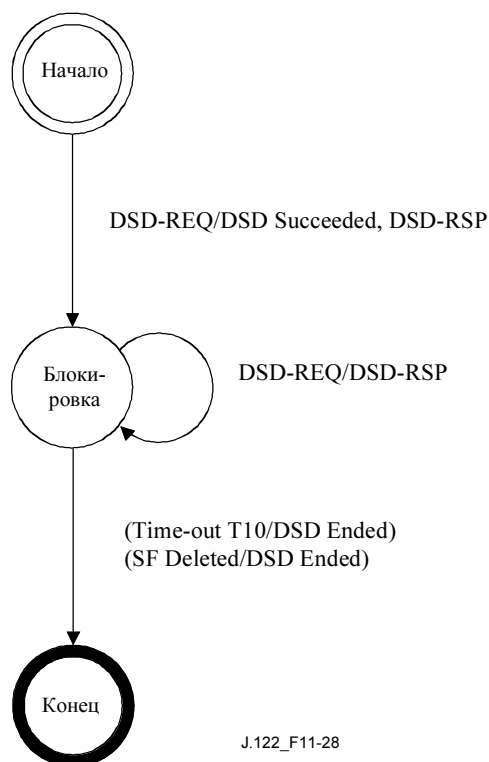 Начало
DSD-REQ/DSD Succeeded, DSD-RSP
Блоки-
ровка
DSD-REQ/DSD-RSP
(Time-out T10/DSD Ended)
(SF Deleted/DSD Ended)
Конец
J.122_F11-28